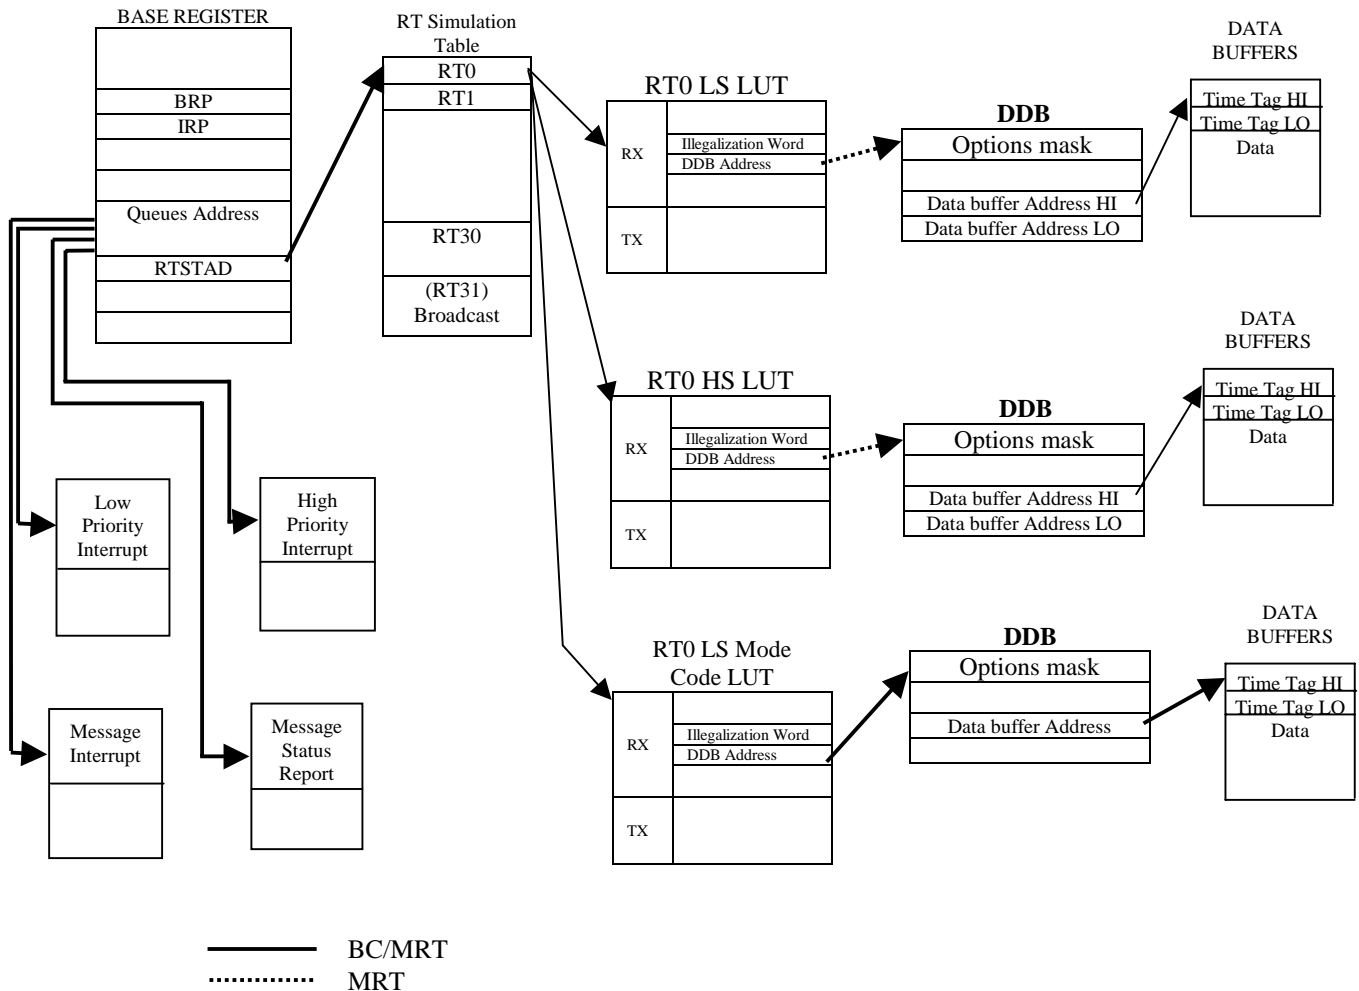 BASE REGISTER
BRP
IRP
Queues Address
RTSTAD
RT Simulation
Table
RT0
RT1
RT30
(RT31)
Broadcast
RT0 LS LUT
RX
Illegalization Word
DDB Address
TX
DDB
Options mask
Data buffer Address HI
Data buffer Address LO
DATA
BUFFERS
Time Tag HI
Time Tag LO
Data
RT0 HS LUT
RX
Illegalization Word
DDB Address
TX
DDB
Options mask
Data buffer Address HI
Data buffer Address LO
DATA
BUFFERS
Time Tag HI
Time Tag LO
Data
Low
Priority
Interrupt
High
Priority
Interrupt
Message
Interrupt
Message
Status
Report
RT0 LS Mode
Code LUT
RX
Illegalization Word
DDB Address
TX
DDB
Options mask
Data buffer Address
DATA
BUFFERS
Time Tag HI
Time Tag LO
Data
BC/MRT
MRT